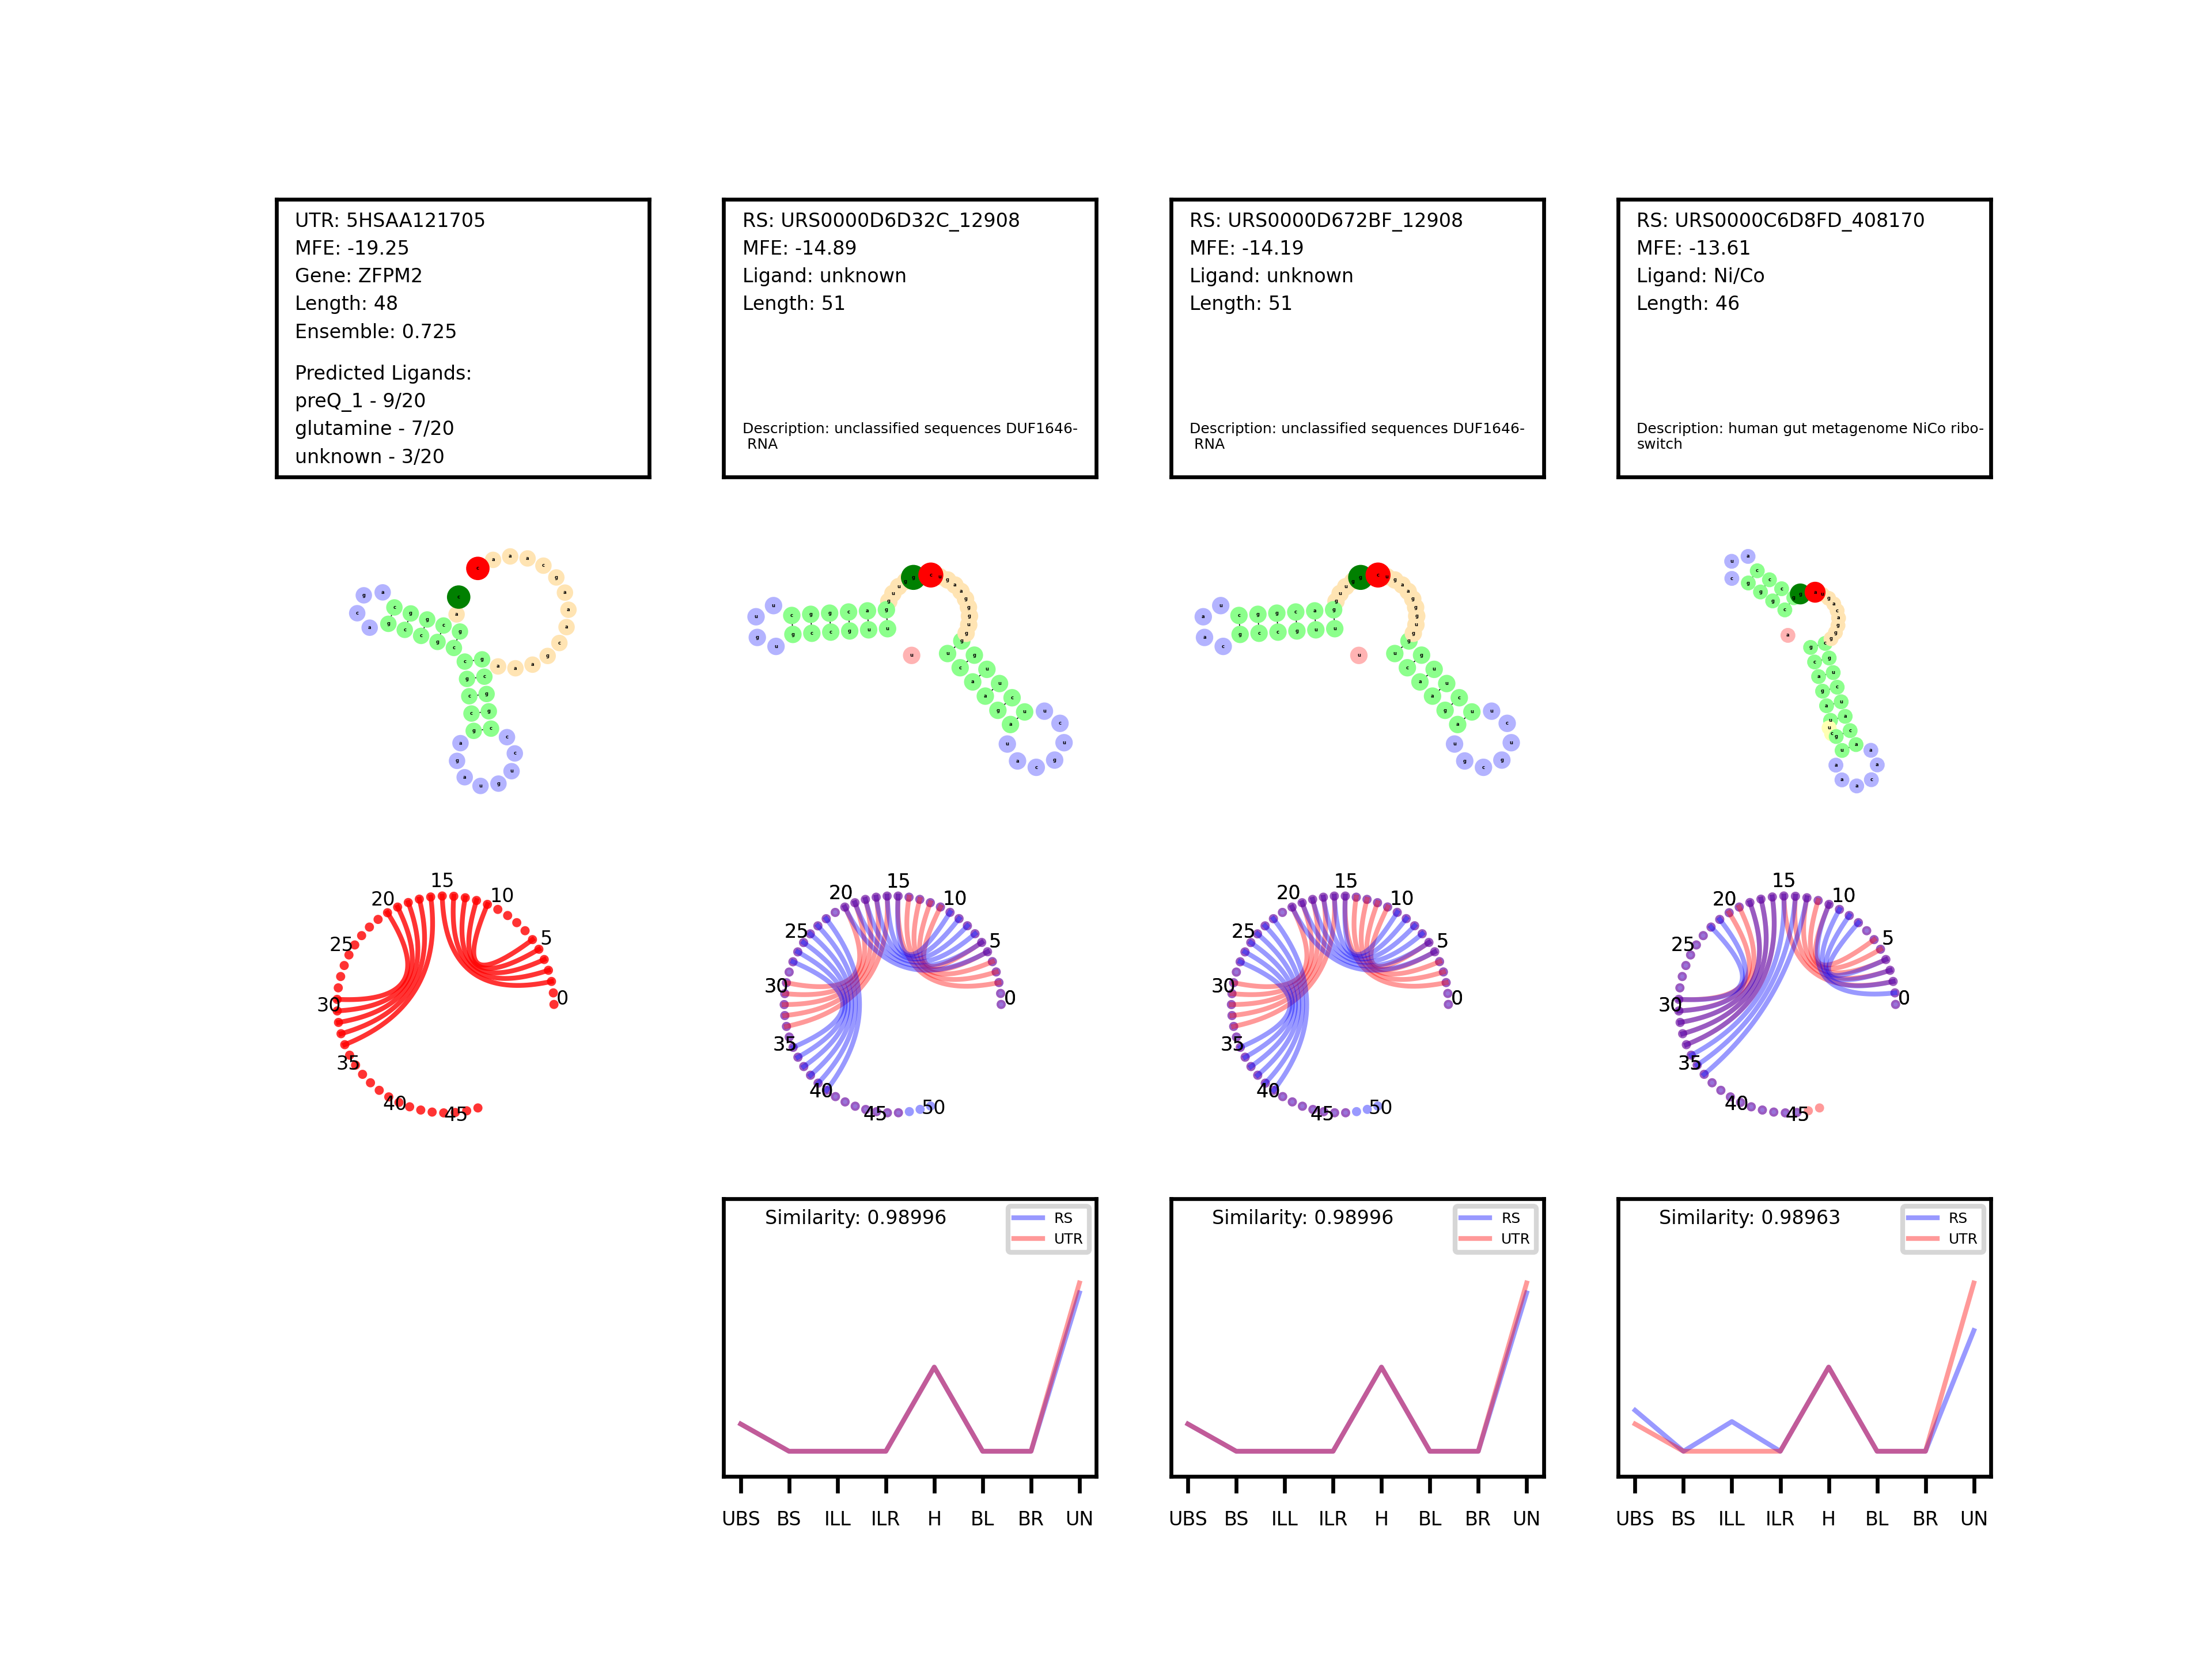 UTR: 5HSAA121705
MFE: -19.25
Gene: ZFPM2
Length: 48
Ensemble: 0.725
Predicted Ligands:
preQ_1 - 9/20
glutamine - 7/20
unknown - 3/20
RS: URS0000D6D32C_12908
MFE: -14.89
Ligand: unknown
Length: 51
Description: unclassified sequences DUF1646-
RNA
RS: URS0000D672BF_12908
MFE: -14.19
Ligand: unknown
Length: 51
Description: unclassified sequences DUF1646-
RNA
RS: URS0000C6D8FD_408170
MFE: -13.61
Ligand: Ni/Co
Length: 46
Description: human gut metagenome NiCo ribo-
switch
0
5
10
15
20
25
30
35
40
45
0
5
10
15
20
25
30
35
40
45
50
0
5
10
15
20
25
30
35
40
45
50
0
5
10
15
20
25
30
35
40
45
Similarity: 0.98996
RS
UTR
UBS BS ILL ILR H BL BR UN
Similarity: 0.98996
RS
UTR
UBS BS ILL ILR H BL BR UN
Similarity: 0.98963
RS
UTR
UBS BS ILL ILR H BL BR UN